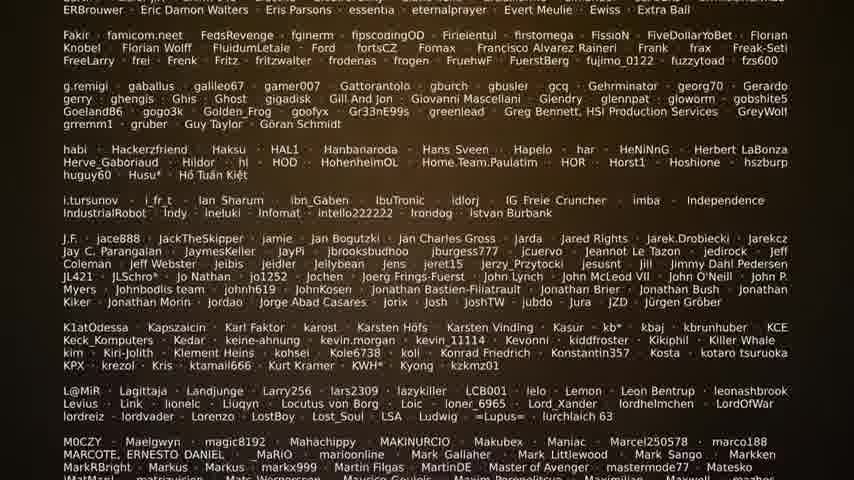 ERBrouwer · Eric Damon Walters · Eris Parsons · essentia · eternalprayer · Evert Meulie · Ewiss · Extra Ball
Fakir · famicom.neet · FedsRevenge · fginerm · fipscodingOD · Firieientul · firstomega · FissioN · FiveDollarYoBet · Florian
Knobel · Florian Wolff · FluidumLetale · Ford · fortsCZ · Fomax · Francisco Alvarez Raineri · Frank · frax · Freak-Seti
FreeLarry · frei · Frenk · Fritz · fritzwalter · frodenas · frogen · FruehwF · FuerstBerg · fujimo_0122 · fuzzytoad · fzs600
g.remigi · gaballus · galileo67 · gamer007 · Gattorantolo · gburch · gbusler · gcq · Gehrminator · georg70 · Gerardo
gerry · ghengis · Ghis · Ghost · gigadisk · Gill And Jon · Giovanni Mascellani · Glendry · glennpat · gloworm · gobshite5
Goeland86 · gogo3k · Golden_Frog · goofyx · Gr33nE99s · greenlead · Greg Bennett, HSI Production Services · GreyWolf
grremm1 · gruber · Guy Taylor · Göran Schmidt
habi · Hackerzfriend · Haksu · HAL1 · Hanbanaroda · Hans Sveen · Hapelo · har · HeNiNnG · Herbert LaBonza
Herve_Gaboriaud · Hildor · hl · HOD · HohenheimOL · Home.Team.Paulatim · HOR · Horst1 · Hoshione · hszburp
huguy60 · Husu* · Hồ Tuấn Kiệt
i.tursunov · i_fr_t · Ian Sharum · ibn_Gaben · IbuTronic · idlorj · IG Freie Cruncher · imba · Independence
IndustrialRobot · Indy · ineluki · Infomat · intello222222 · Irondog · Istvan Burbank
J.F. · jace888 · JackTheSkipper · jamie · Jan Bogutzki · Jan Charles Gross · Jarda · Jared Rights · Jarek.Drobiecki · Jarekcz
Jay C. Parangalan · JaymesKeller · JayPi · jbrooksbudhoo · jburgess777 · jcuervo · Jeannot Le Tazon · jedirock · Jeff
Coleman · Jeff Webster · Jeibis · jeidler · Jellybean · Jens · jeret15 · Jerzy_Przytocki · jesusnt · jill · Jimmy Dahl Pedersen
JL421 · JLSchro* · Jo Nathan · jo1252 · Jochen · Joerg Frings-Fuerst · John Lynch · John McLeod VII · John O'Neill · John P.
Myers · Johnbodlis team · johnh619 · JohnKoser · Jonathan Bastien-Filiatrault · Jonathan Brier · Jonathan Bush · Jonathan
Kiker · Jonathan Morin · Jordao · Jorge Abad Casares · Jorix · Josh · JoshTW · jubdo · Jura · JZD · Jürgen Gröber
K1atOdessa · Kapszaicin · Karl Faktor · karost · Karsten Höfs · Karsten Vinding · Kasur · kb* · kbaj · kbrunhuber · KCE
Keck_Komputers · Kedar · keine-ahnung · kevin.morgan · kevin_11114 · Kevonni · kiddfroster · Kikiphil · Killer Whale
kim · Kiri-Jolith · Klement Heins · kohsei · Kole6738 · koli · Konrad Friedrich · Konstantin357 · Kosta · kotaro tsuruoka
KPX · krezol · Kris · ktamail666 · Kurt Kramer · KWH* · Kyong · kzkmz01
L@MiR · Lagittaja · Landjunge · Larry256 · lars2309 · lazykiller · LCB001 · lelo · Lemon · Leon Bentrup · leonashbrook
Levius · Link · lionelc · Liuqyn · Locutus von Borg · Loic · loner_6965 · Lord_Xander · lordhelmchen · LordOfWar
lordreiz · lordvader · Lorenzo · LostBoy · Lost_Soul · LSA · Ludwig · =Lupus= · lurchlaich 63
M0CZY · Maelgwyn · magic8192 · Mahachippy · MAKINURCIO · Makubex · Maniac · Marcel250578 · marco188
MARCOTE, ERNESTO DANIEL · _MaRiO · marioonline · Mark Gallaher · Mark Littlewood · Mark Sango · Markken
MarkRBright · Markus · Markus · markx999 · Martin Filgas · MartinDE · Master of Avenger · mastermode77 · Matesko